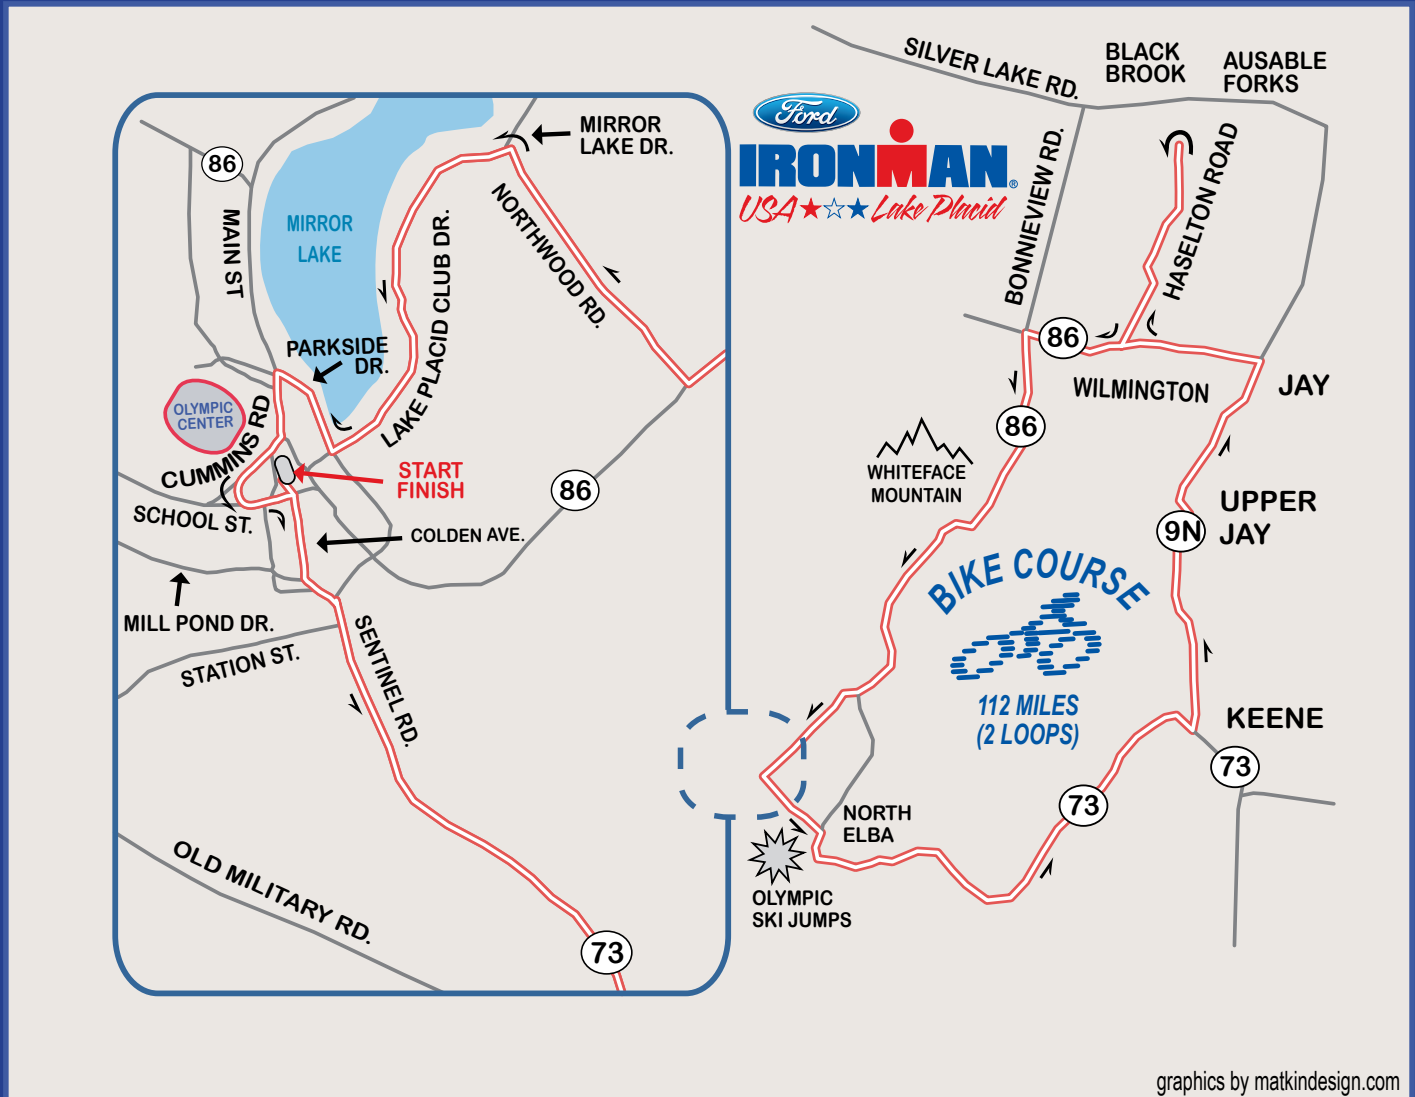 SILVER LAKE RD.
BLACK
BROOK
AUSABLE
FORKS
Ford
IRONMAN®
USA Lake Placid
BONNIEVIEW RD.
HASELTON ROAD
86
WILMINGTON
JAY
86
WHITEFACE
MOUNTAIN
UPPER
JAY
9N
BIKE COURSE
112 MILES
(2 LOOPS)
KEENE
73
73
NORTH
ELBA
OLYMPIC
SKI JUMPS
MIRROR
LAKE DR.
86
MAIN ST
MIRROR
LAKE
LAKE PLACID CLUB DR.
NORTHWOOD RD.
PARKSIDE
DR.
OLYMPIC
CENTER
CUMMINS RD
START
FINISH
86
SCHOOL ST.
COLDEN AVE.
MILL POND DR.
STATION ST.
SENTINEL RD.
OLD MILITARY RD.
73
graphics by matkindesign.com